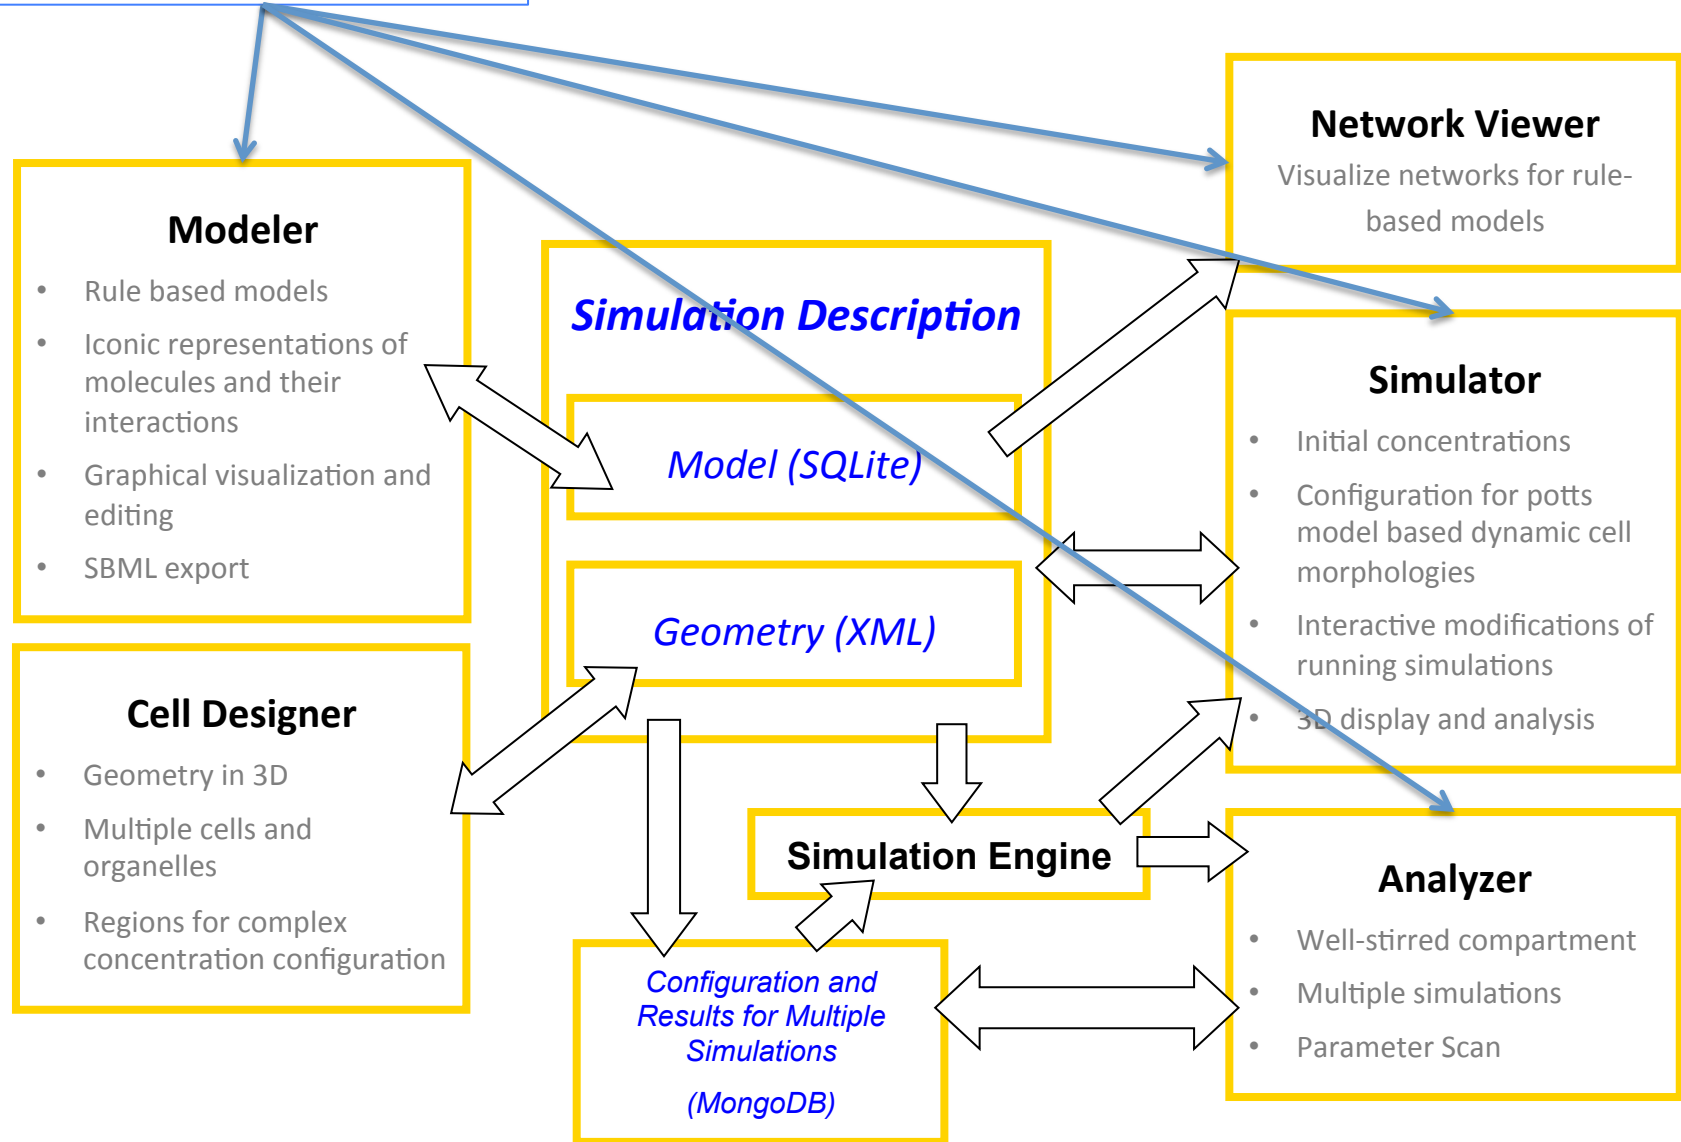 Network Viewer
Visualize networks for rule-
based models
Modeler
• Rule based models
• Iconic representations of
molecules and their
interactions
• Graphical visualization and
editing
• SBML export
Simulation Description
Model (SQLite)
Geometry (XML)
Simulator
• Initial concentrations
• Configuration for potts
model based dynamic cell
morphologies
• Interactive modifications of
running simulations
• 3D display and analysis
Cell Designer
• Geometry in 3D
• Multiple cells and
organelles
• Regions for complex
concentration configuration
Simulation Engine
Configuration and
Results for Multiple
Simulations
(MongoDB)
Analyzer
• Well-stirred compartment
• Multiple simulations
• Parameter Scan